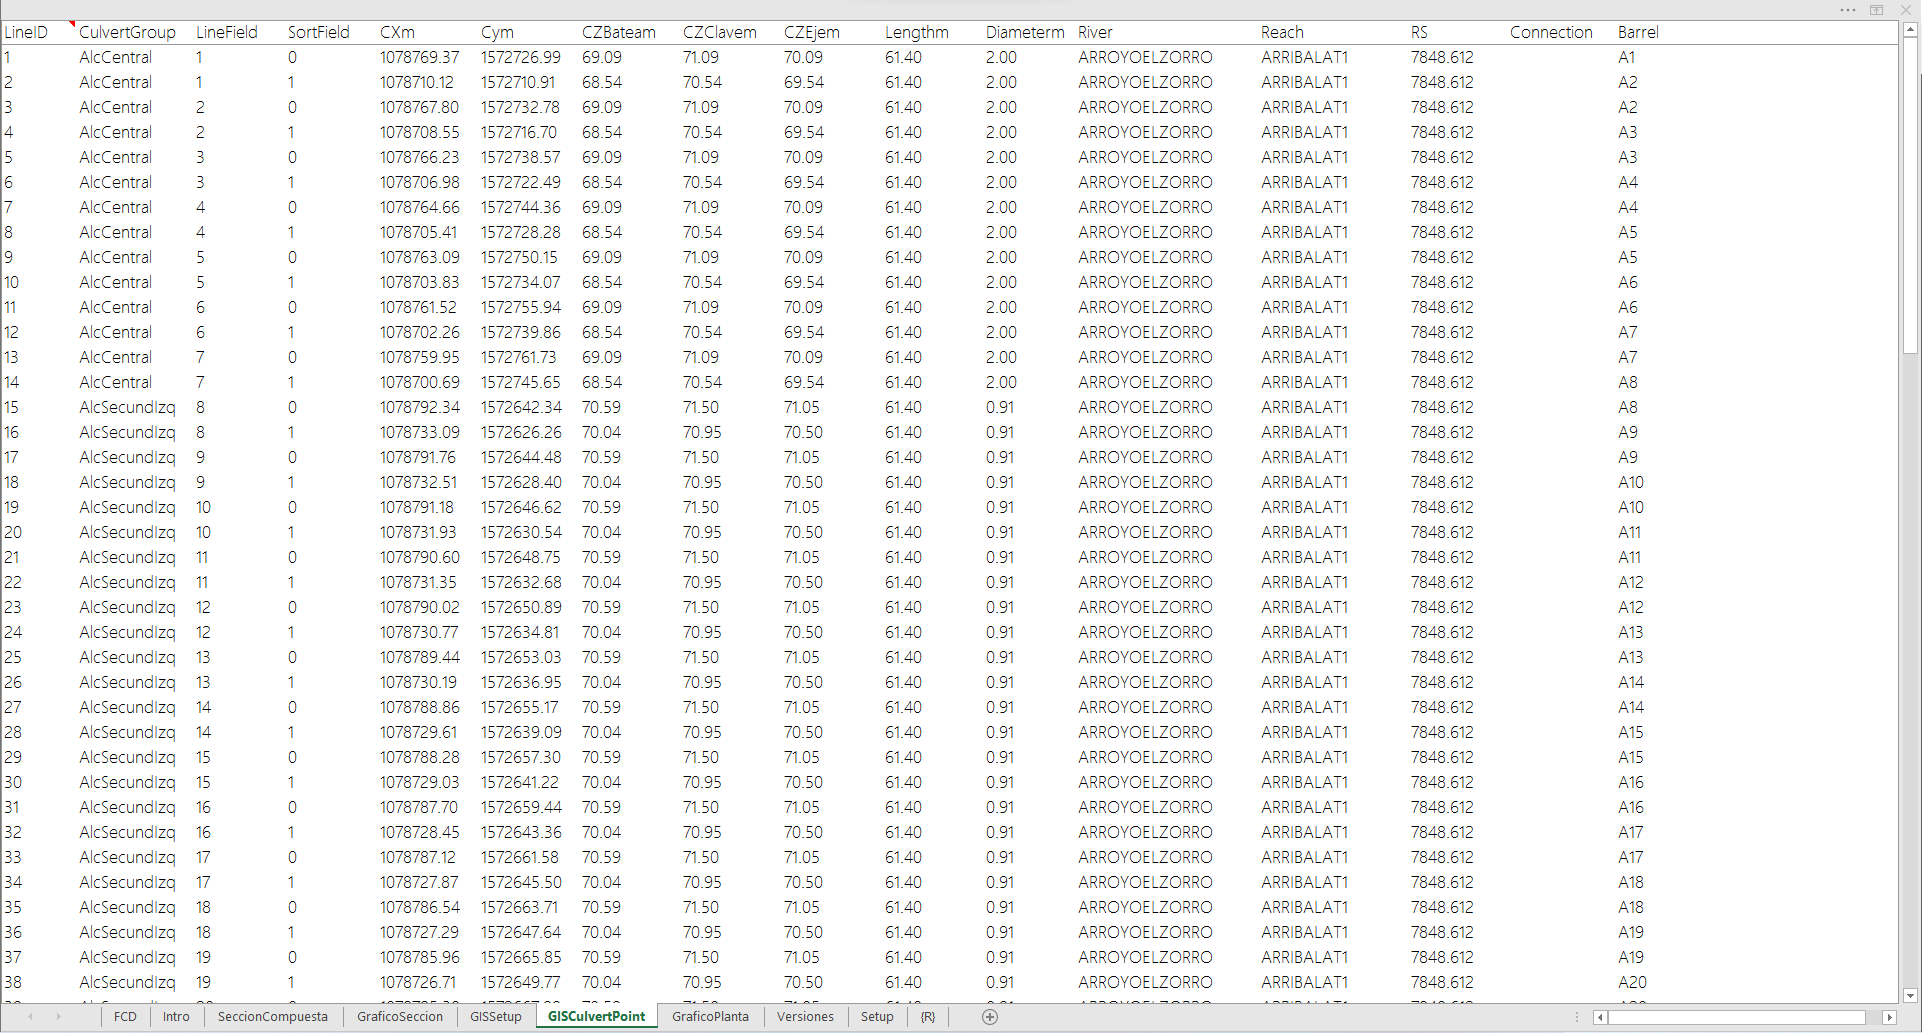 LineID CulvertGroup LineField SortField CXm Cym CZBateam CZClavem CZEjem Lengthm Diameterm River Reach RS Connection Barrel
1 AlcCentral 1 0 1078769.37 1572726.99 69.09 71.09 70.09 61.40 2.00 ARROYOELZORRO ARRIBALAT1 7848.612 A1
2 AlcCentral 1 1 1078710.12 1572710.91 68.54 70.54 69.54 61.40 2.00 ARROYOELZORRO ARRIBALAT1 7848.612 A2
3 AlcCentral 2 0 1078767.80 1572732.78 69.09 71.09 70.09 61.40 2.00 ARROYOELZORRO ARRIBALAT1 7848.612 A2
4 AlcCentral 2 1 1078708.55 1572716.70 68.54 70.54 69.54 61.40 2.00 ARROYOELZORRO ARRIBALAT1 7848.612 A3
5 AlcCentral 3 0 1078766.23 1572738.57 69.09 71.09 70.09 61.40 2.00 ARROYOELZORRO ARRIBALAT1 7848.612 A3
6 AlcCentral 3 1 1078706.98 1572722.49 68.54 70.54 69.54 61.40 2.00 ARROYOELZORRO ARRIBALAT1 7848.612 A4
7 AlcCentral 4 0 1078764.66 1572744.36 69.09 71.09 70.09 61.40 2.00 ARROYOELZORRO ARRIBALAT1 7848.612 A4
8 AlcCentral 4 1 1078705.41 1572728.28 68.54 70.54 69.54 61.40 2.00 ARROYOELZORRO ARRIBALAT1 7848.612 A5
9 AlcCentral 5 0 1078763.09 1572750.15 69.09 71.09 70.09 61.40 2.00 ARROYOELZORRO ARRIBALAT1 7848.612 A5
10 AlcCentral 5 1 1078703.83 1572734.07 68.54 70.54 69.54 61.40 2.00 ARROYOELZORRO ARRIBALAT1 7848.612 A6
11 AlcCentral 6 0 1078761.52 1572755.94 69.09 71.09 70.09 61.40 2.00 ARROYOELZORRO ARRIBALAT1 7848.612 A6
12 AlcCentral 6 1 1078702.26 1572739.86 68.54 70.54 69.54 61.40 2.00 ARROYOELZORRO ARRIBALAT1 7848.612 A7
13 AlcCentral 7 0 1078759.95 1572761.73 69.09 71.09 70.09 61.40 2.00 ARROYOELZORRO ARRIBALAT1 7848.612 A7
14 AlcCentral 7 1 1078700.69 1572745.65 68.54 70.54 69.54 61.40 2.00 ARROYOELZORRO ARRIBALAT1 7848.612 A8
15 AlcSecundIzq 8 0 1078792.34 1572642.34 70.59 71.50 71.05 61.40 0.91 ARROYOELZORRO ARRIBALAT1 7848.612 A8
16 AlcSecundIzq 8 1 1078733.09 1572626.26 70.04 70.95 70.50 61.40 0.91 ARROYOELZORRO ARRIBALAT1 7848.612 A9
17 AlcSecundIzq 9 0 1078791.76 1572644.48 70.59 71.50 71.05 61.40 0.91 ARROYOELZORRO ARRIBALAT1 7848.612 A9
18 AlcSecundIzq 9 1 1078732.51 1572628.40 70.04 70.95 70.50 61.40 0.91 ARROYOELZORRO ARRIBALAT1 7848.612 A10
19 AlcSecundIzq 10 0 1078791.18 1572646.62 70.59 71.50 71.05 61.40 0.91 ARROYOELZORRO ARRIBALAT1 7848.612 A10
20 AlcSecundIzq 10 1 1078731.93 1572630.54 70.04 70.95 70.50 61.40 0.91 ARROYOELZORRO ARRIBALAT1 7848.612 A11
21 AlcSecundIzq 11 0 1078790.60 1572648.75 70.59 71.50 71.05 61.40 0.91 ARROYOELZORRO ARRIBALAT1 7848.612 A11
22 AlcSecundIzq 11 1 1078731.35 1572632.68 70.04 70.95 70.50 61.40 0.91 ARROYOELZORRO ARRIBALAT1 7848.612 A12
23 AlcSecundIzq 12 0 1078790.02 1572650.89 70.59 71.50 71.05 61.40 0.91 ARROYOELZORRO ARRIBALAT1 7848.612 A12
24 AlcSecundIzq 12 1 1078730.77 1572634.81 70.04 70.95 70.50 61.40 0.91 ARROYOELZORRO ARRIBALAT1 7848.612 A13
25 AlcSecundIzq 13 0 1078789.44 1572653.03 70.59 71.50 71.05 61.40 0.91 ARROYOELZORRO ARRIBALAT1 7848.612 A13
26 AlcSecundIzq 13 1 1078730.19 1572636.95 70.04 70.95 70.50 61.40 0.91 ARROYOELZORRO ARRIBALAT1 7848.612 A14
27 AlcSecundIzq 14 0 1078788.86 1572655.17 70.59 71.50 71.05 61.40 0.91 ARROYOELZORRO ARRIBALAT1 7848.612 A14
28 AlcSecundIzq 14 1 1078729.61 1572639.09 70.04 70.95 70.50 61.40 0.91 ARROYOELZORRO ARRIBALAT1 7848.612 A15
29 AlcSecundIzq 15 0 1078788.28 1572657.30 70.59 71.50 71.05 61.40 0.91 ARROYOELZORRO ARRIBALAT1 7848.612 A15
30 AlcSecundIzq 15 1 1078729.03 1572641.22 70.04 70.95 70.50 61.40 0.91 ARROYOELZORRO ARRIBALAT1 7848.612 A16
31 AlcSecundIzq 16 0 1078787.70 1572659.44 70.59 71.50 71.05 61.40 0.91 ARROYOELZORRO ARRIBALAT1 7848.612 A16
32 AlcSecundIzq 16 1 1078728.45 1572643.36 70.04 70.95 70.50 61.40 0.91 ARROYOELZORRO ARRIBALAT1 7848.612 A17
33 AlcSecundIzq 17 0 1078787.12 1572661.58 70.59 71.50 71.05 61.40 0.91 ARROYOELZORRO ARRIBALAT1 7848.612 A17
34 AlcSecundIzq 17 1 1078727.87 1572645.50 70.04 70.95 70.50 61.40 0.91 ARROYOELZORRO ARRIBALAT1 7848.612 A18
35 AlcSecundIzq 18 0 1078786.54 1572663.71 70.59 71.50 71.05 61.40 0.91 ARROYOELZORRO ARRIBALAT1 7848.612 A18
36 AlcSecundIzq 18 1 1078727.29 1572647.64 70.04 70.95 70.50 61.40 0.91 ARROYOELZORRO ARRIBALAT1 7848.612 A19
37 AlcSecundIzq 19 0 1078785.96 1572665.85 70.59 71.50 71.05 61.40 0.91 ARROYOELZORRO ARRIBALAT1 7848.612 A19
38 AlcSecundIzq 19 1 1078726.71 1572649.77 70.04 70.95 70.50 61.40 0.91 ARROYOELZORRO ARRIBALAT1 7848.612 A20
FCD Intro SeccionCompuesta GraficoSeccion GISSetup GISCulvertPoint GraficoPlanta Versiones Setup {R}